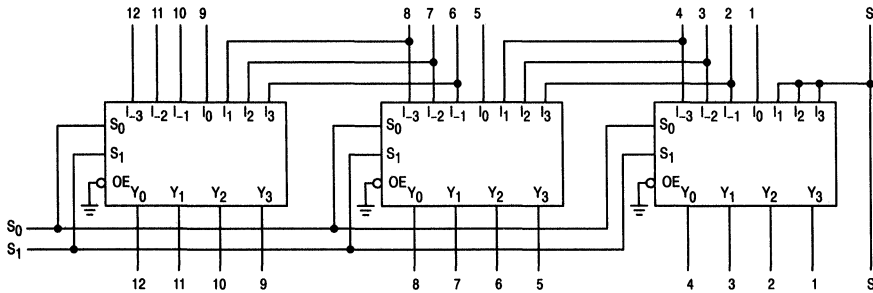 12 11 10 9 8 7 6 5 4 3 2 1 S
I-3 I-2 I-1 I0 I1 I2 I3 I-3 I-2 I-1 I0 I1 I2 I3 I-3 I-2 I-1 I0 I1 I2 I3
S0 S0 S0
S1 S1 S1
OE OE OE
Y0 Y1 Y2 Y3 Y0 Y1 Y2 Y3 Y0 Y1 Y2 Y3
S0
S1
12 11 10 9 8 7 6 5 4 3 2 1 S